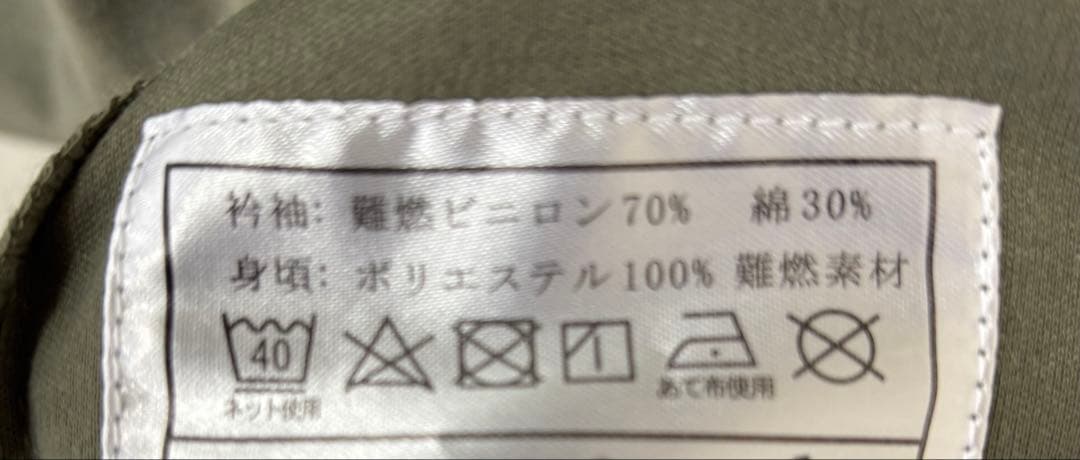 衿袖: 難燃ビニロン70% 綿30%
身頃: ポリエステル100% 難燃素材
40
ネット使用
あて布使用